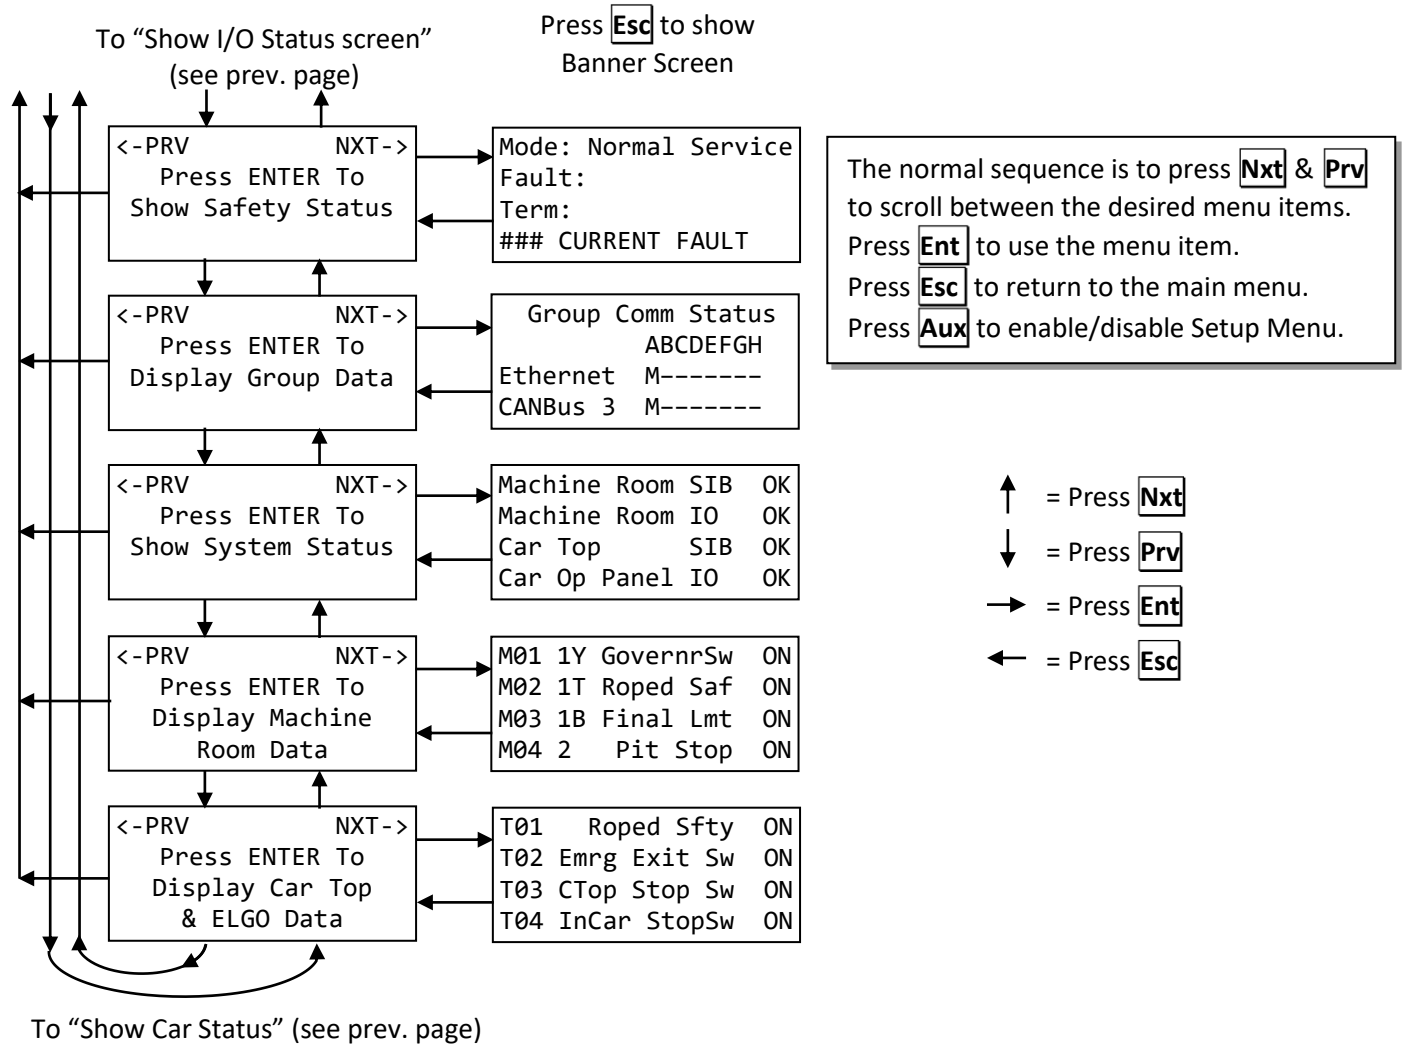 To “Show I/O Status screen”
(see prev. page)
Press Esc to show
Banner Screen
<-PRV NXT->
Press ENTER To
Show Safety Status
Mode: Normal Service
Fault:
Term:
### CURRENT FAULT
The normal sequence is to press Nxt & Prv
to scroll between the desired menu items.
Press Ent to use the menu item.
Press Esc to return to the main menu.
Press Aux to enable/disable Setup Menu.
<-PRV NXT->
Press ENTER To
Display Group Data
Group Comm Status
ABCDEFGH
Ethernet M-------
CANBus 3 M-------
<-PRV NXT->
Press ENTER To
Show System Status
Machine Room SIB OK
Machine Room IO OK
Car Top SIB OK
Car Op Panel IO OK
= Press Nxt
= Press Prv
= Press Ent
= Press Esc
<-PRV NXT->
Press ENTER To
Display Machine
Room Data
M01 1Y GovernrSw ON
M02 1T Roped Saf ON
M03 1B Final Lmt ON
M04 2 Pit Stop ON
<-PRV NXT->
Press ENTER To
Display Car Top
& ELGO Data
T01 Roped Sfty ON
T02 Emrg Exit Sw ON
T03 CTop Stop Sw ON
T04 InCar StopSw ON
To “Show Car Status” (see prev. page)